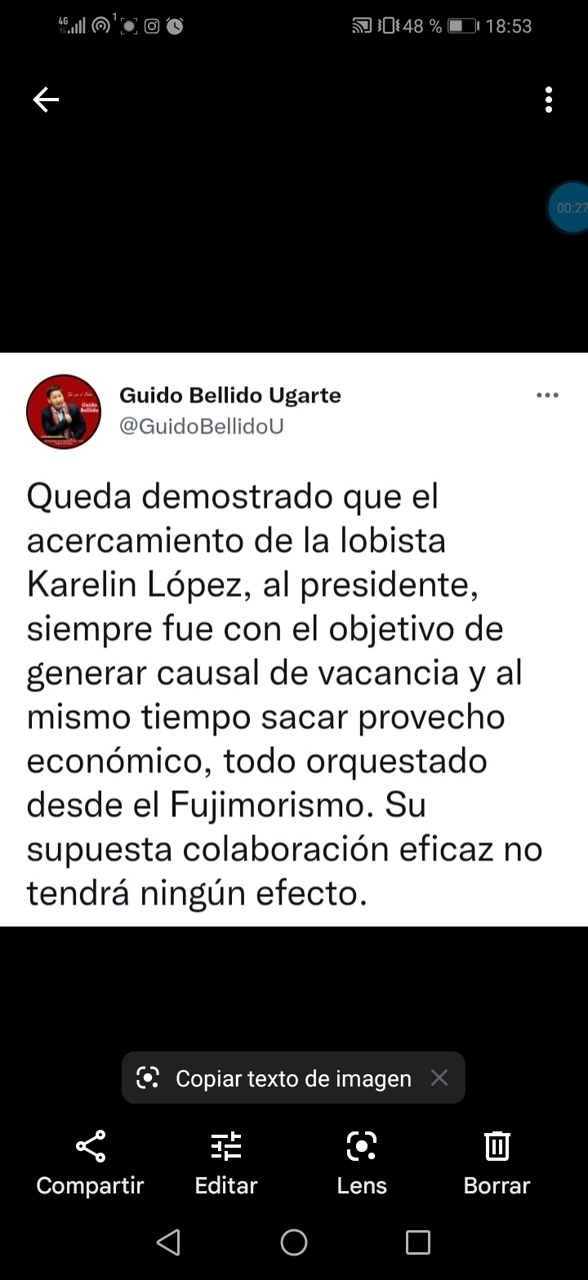 4G 1 48 % 18:53
00:27
Guido Bellido Ugarte
@GuidoBellidoU
Queda demostrado que el
acercamiento de la lobista
Karelin López, al presidente,
siempre fue con el objetivo de
generar causal de vacancia y al
mismo tiempo sacar provecho
económico, todo orquestado
desde el Fujimorismo. Su
supuesta colaboración eficaz no
tendrá ningún efecto.
Copiar texto de imagen
Compartir Editar Lens Borrar